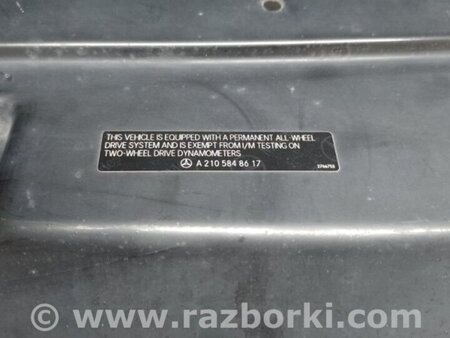 THIS VEHICLE IS EQUIPPED WITH A PERMANENT ALL-WHEEL
DRIVE SYSTEM AND IS EXEMPT FROM I/M TESTING ON
TWO-WHEEL DRIVE DYNAMOMETERS
A 210 584 86 17
www.razborki.com